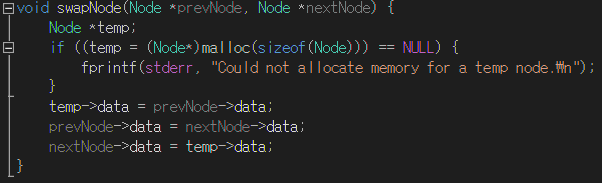 void swapNode(Node *prevNode, Node *nextNode) {
    Node *temp;
    if ((temp = (Node*)malloc(sizeof(Node))) == NULL) {
        fprintf(stderr, "Could not allocate memory for a temp node.₩n");
    }
    temp->data = prevNode->data;
    prevNode->data = nextNode->data;
    nextNode->data = temp->data;
}